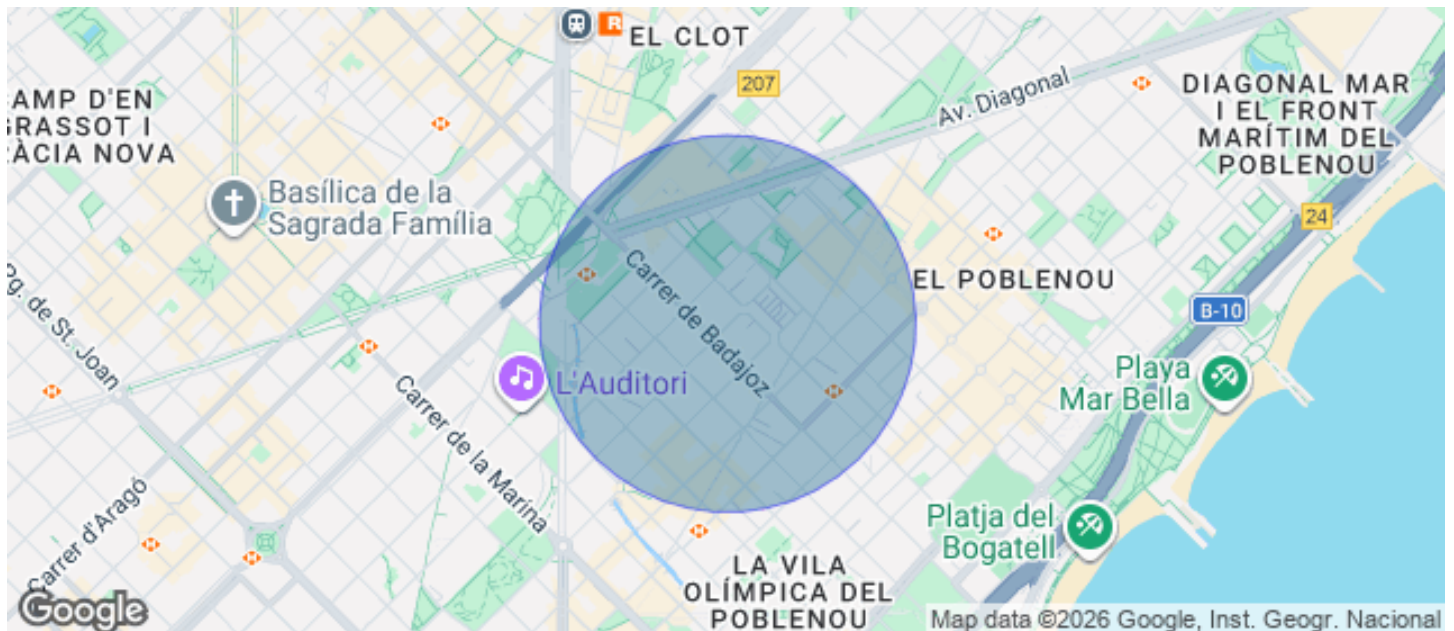 EL CLOT
R
207
Av. Diagonal
DIAGONAL MAR
I EL FRONT
MARÍTIM DEL
POBLENOU
AMP D'EN
GRASSOT I
ÀCIA NOVA
Basílica de la
Sagrada Família
24
EL POBLENOU
B-10
Pg. de St. Joan
Carrer de Badajoz
L'Auditori
Playa
Mar Bella
Carrer de la Marina
Carrer d'Aragó
Platja del
Bogatell
LA VILA
OLÍMPICA DEL
POBLENOU
Google
Map data ©2026 Google, Inst. Geogr. Nacional